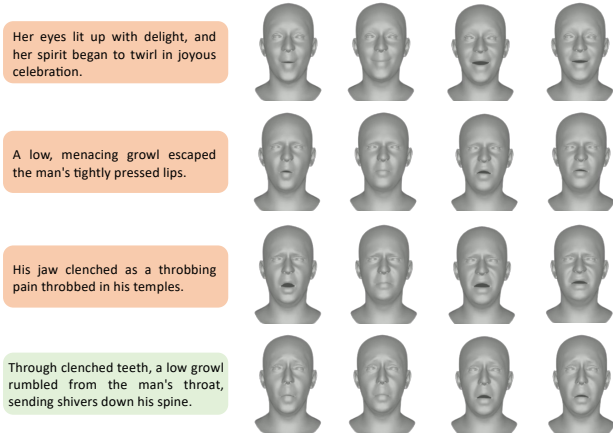 Her eyes lit up with delight, and
her spirit began to twirl in joyous
celebration.
A low, menacing growl escaped
the man's tightly pressed lips.
His jaw clenched as a throbbing
pain throbbed in his temples.
Through clenched teeth, a low growl
rumbled from the man's throat,
sending shivers down his spine.